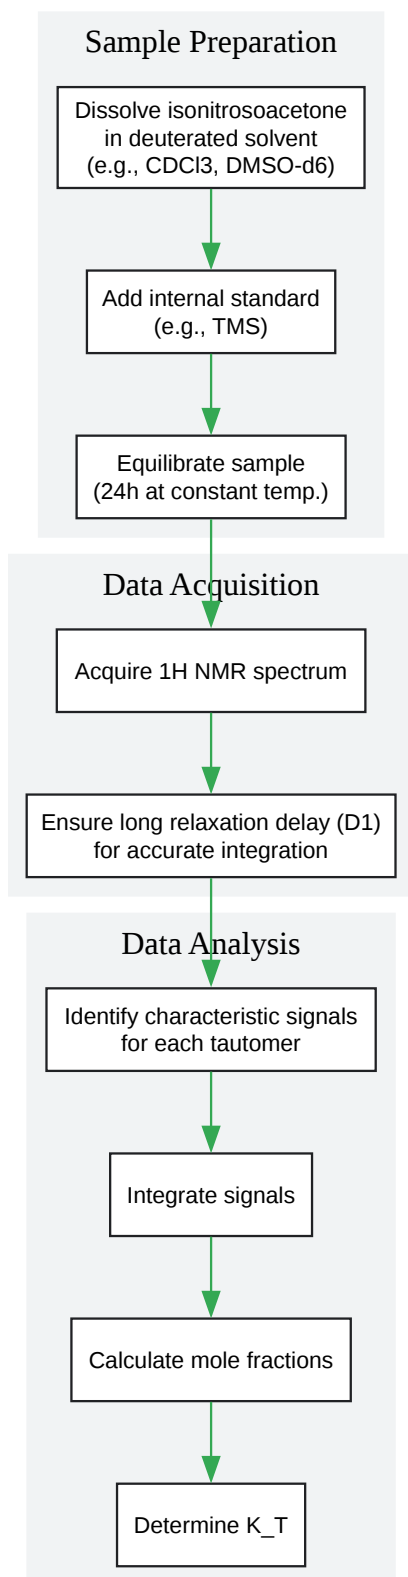 Sample Preparation
Dissolve isonitrosoacetone
in deuterated solvent
(e.g., CDCl3, DMSO-d6)
Add internal standard
(e.g., TMS)
Equilibrate sample
(24h at constant temp.)
Data Acquisition
Acquire 1H NMR spectrum
Ensure long relaxation delay (D1)
for accurate integration
Data Analysis
Identify characteristic signals
for each tautomer
Integrate signals
Calculate mole fractions
Determine K_T